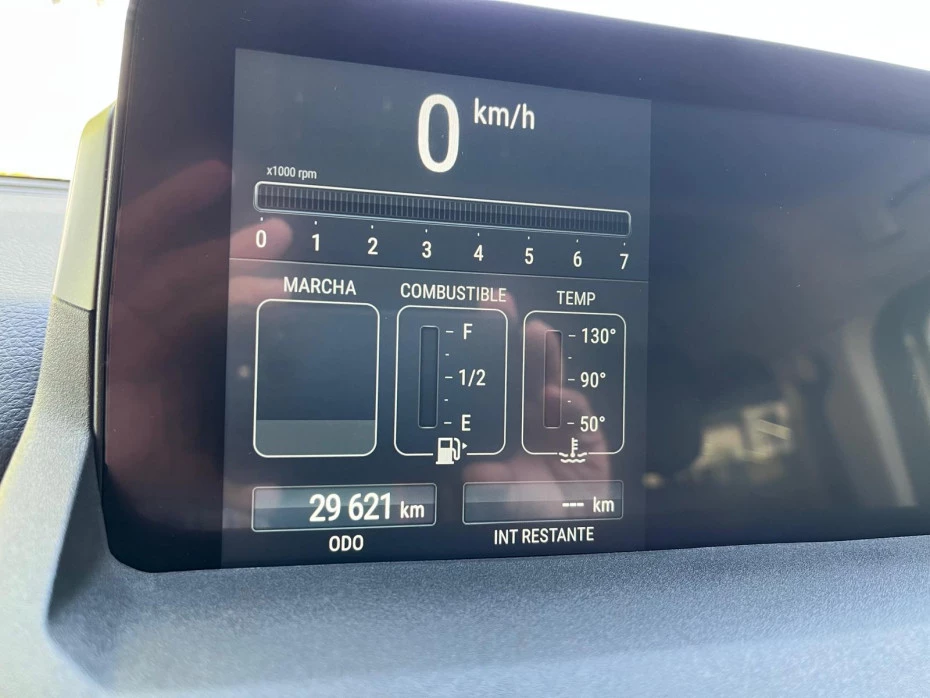 0 km/h
x1000 rpm
0 1 2 3 4 5 6 7
MARCHA
COMBUSTIBLE
F
1/2
E
TEMP
130°
90°
50°
29 621 km
ODO
--- km
INT RESTANTE